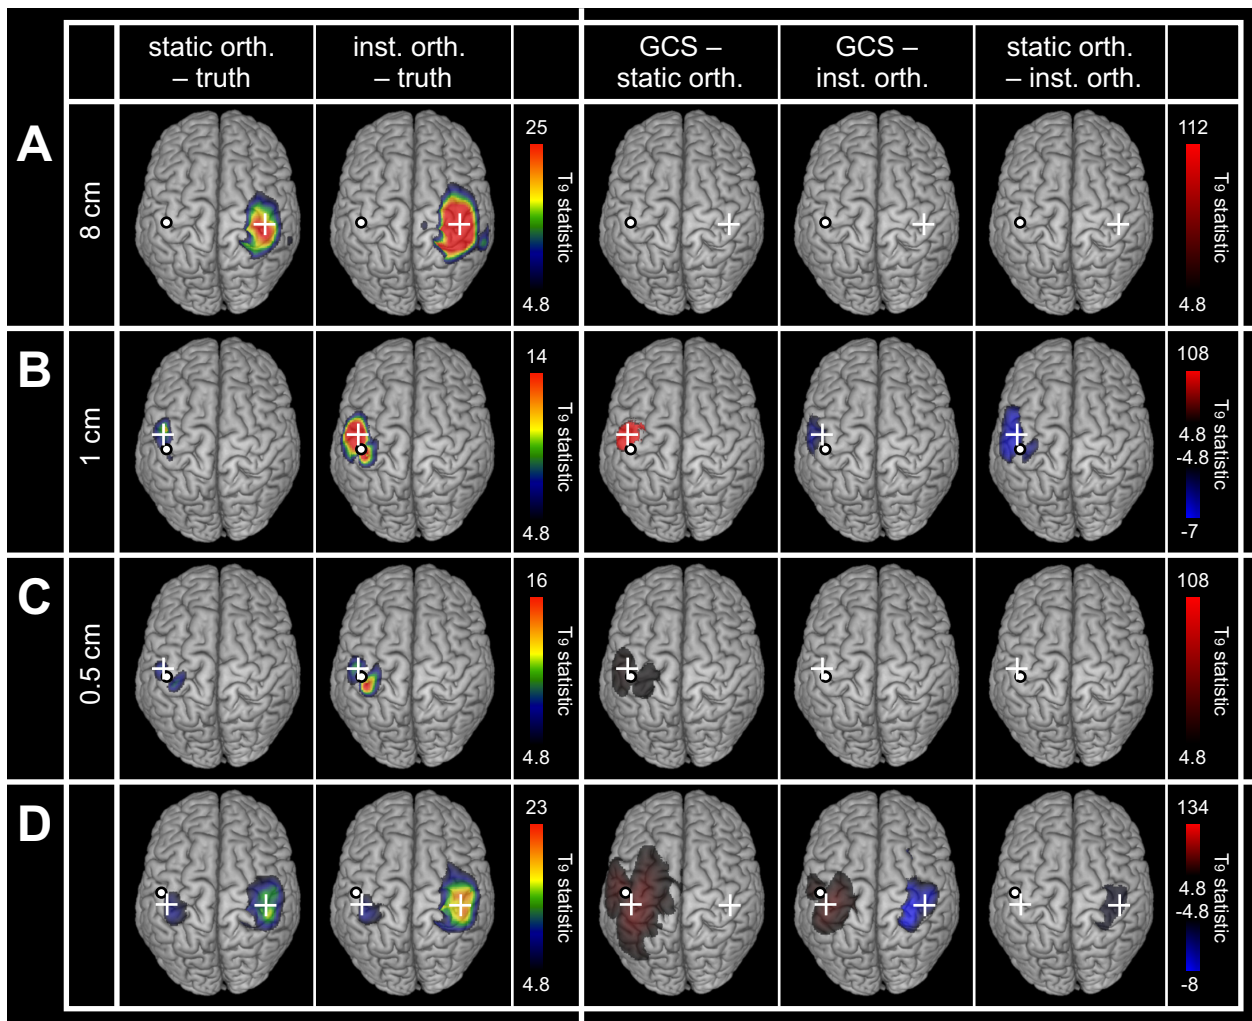 static orth.
– truth
inst. orth.
– truth
GCS –
static orth.
GCS –
inst. orth.
static orth.
– inst. orth.
A
8 cm
25
T9 statistic
4.8
112
T9 statistic
4.8
B
1 cm
14
T9 statistic
4.8
108
4.8
-4.8
T9 statistic
-7
C
0.5 cm
16
T9 statistic
4.8
108
T9 statistic
4.8
D
23
T9 statistic
4.8
134
4.8
-4.8
T9 statistic
-8